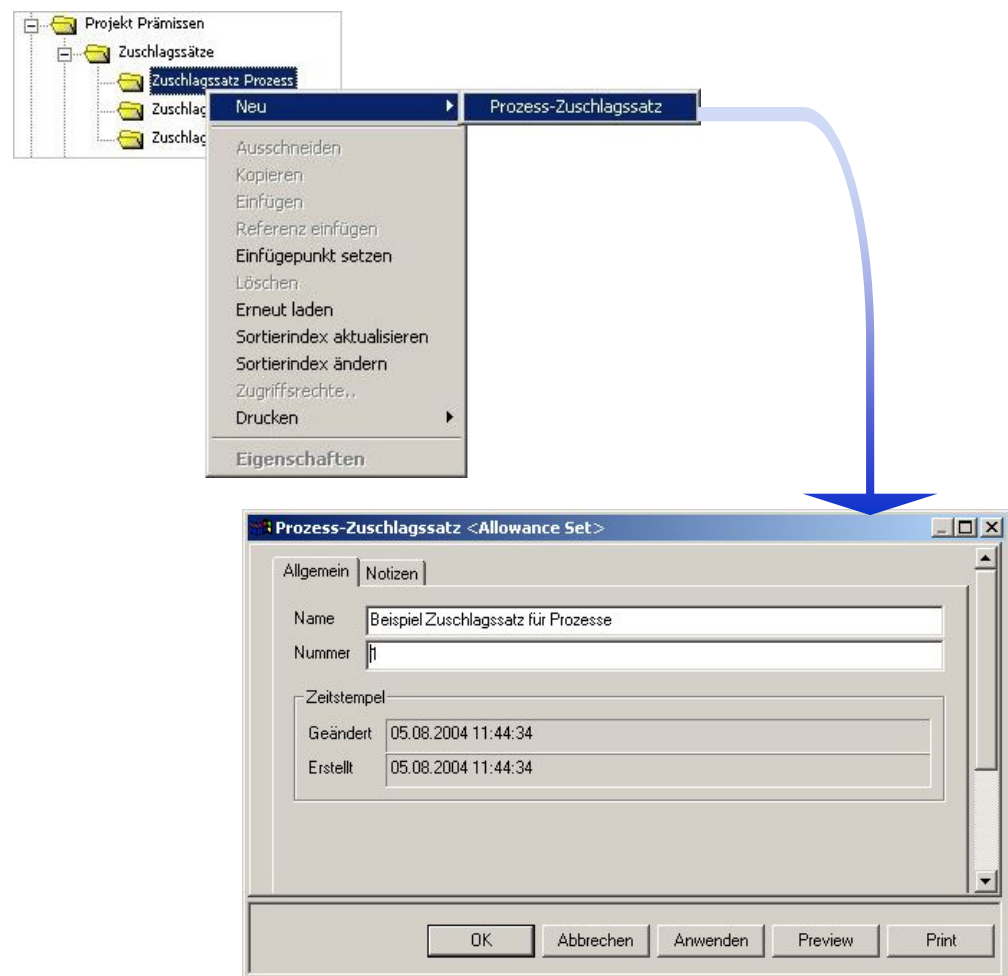 Projekt Prämissen
Zuschlagssätze
Zuschlagssatz Prozess
Zuschlag
Zuschlag
Neu
Prozess-Zuschlagssatz
Ausschneiden
Kopieren
Einfügen
Referenz einfügen
Einfügepunkt setzen
Löschen
Erneut laden
Sortierindex aktualisieren
Sortierindex ändern
Zugriffsrechte..
Drucken
Eigenschaften
Prozess-Zuschlagssatz <Allowance Set>
Allgemein Notizen
Name Beispiel Zuschlagssatz für Prozesse
Nummer 1
Zeitstempel
Geändert 05.08.2004 11:44:34
Erstellt 05.08.2004 11:44:34
OK Abbrechen Anwenden Preview Print